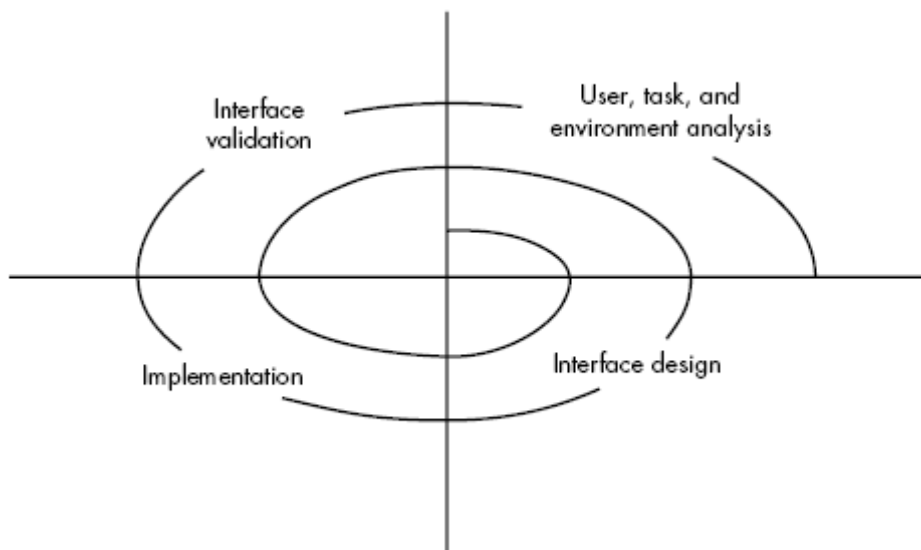 Interface
validation
User, task, and
environment analysis
Implementation
Interface design